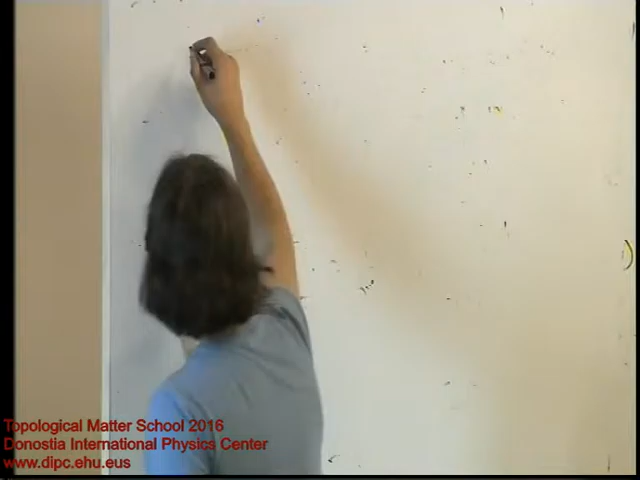 Topological Matter School 2016
Donostia International Physics Center
www.dipc.ehu.eus